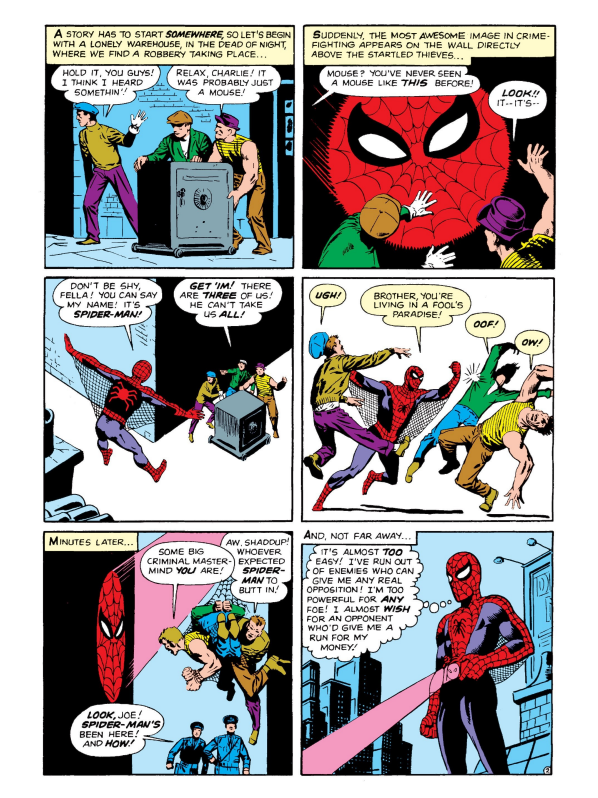 A STORY HAS TO START SOMEWHERE, SO LET'S BEGIN
WITH A LONELY WAREHOUSE, IN THE DEAD OF NIGHT,
WHERE WE FIND A ROBBERY TAKING PLACE...
HOLD IT, YOU GUYS!
I THINK I HEARD
SOMETHIN'!
RELAX, CHARLIE! IT
WAS PROBABLY JUST
A MOUSE!
SUDDENLY, THE MOST AWESOME IMAGE IN CRIME-
FIGHTING APPEARS ON THE WALL DIRECTLY
ABOVE THE STARTLED THIEVES...
MOUSE? YOU'VE NEVER SEEN
A MOUSE LIKE THIS BEFORE!
LOOK!!
IT--IT'S--
DON'T BE SHY,
FELLA! YOU CAN SAY
MY NAME! IT'S
SPIDER-MAN!
GET 'IM! THERE
ARE THREE OF US!
HE CAN'T TAKE
US ALL!
UGH!
BROTHER, YOU'RE
LIVING IN A FOOL'S
PARADISE!
OOF!
OW!
MINUTES LATER...
SOME BIG
CRIMINAL MASTER-
MIND YOU ARE!
AW, SHADDUP!
WHOEVER
EXPECTED
SPIDER-
MAN TO
BUTT IN!
LOOK, JOE!
SPIDER-MAN'S
BEEN HERE!
AND HOW!
AND, NOT FAR AWAY...
IT'S ALMOST TOO
EASY! I'VE RUN OUT
OF ENEMIES WHO CAN
GIVE ME ANY REAL
OPPOSITION! I'M TOO
POWERFUL FOR ANY
FOE! I ALMOST WISH
FOR AN OPPONENT
WHO'D GIVE ME A
RUN FOR MY
MONEY!
2